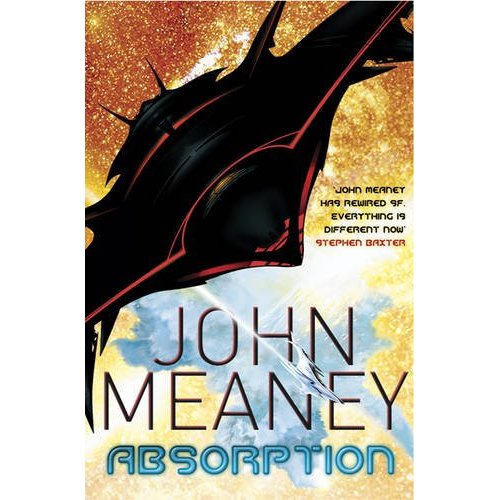 'JOHN MEANEY
HAS REWIRED SF.
EVERYTHING IS
DIFFERENT NOW'
STEPHEN BAXTER
JOHN
MEANEY
ABSORPTION